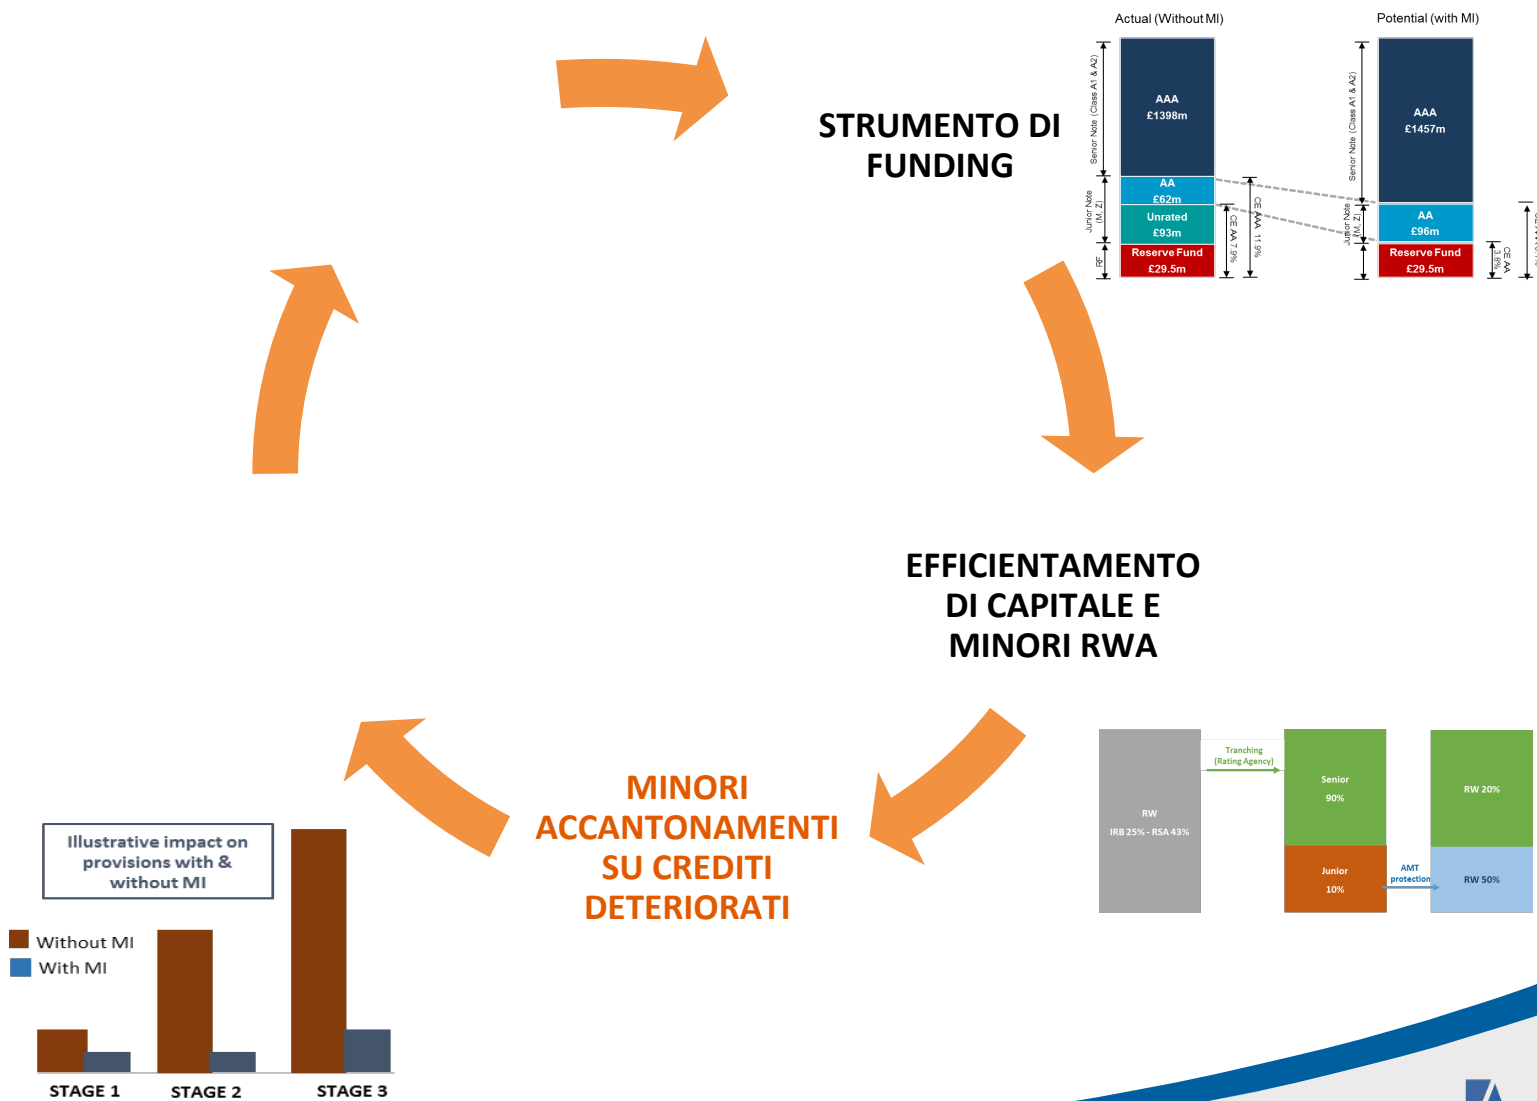 Actual (Without MI)
Potential (with MI)
Senior Note (Class A1 & A2)
Junior Note
(M, Z)
RF
AAA
£1398m
AA
£62m
Unrated
£93m
Reserve Fund
£29.5m
CE AA 7.9%
CE AAA 11.9%
Senior Note (Class A1 & A2)
Junior Note
(M, Z)
AAA
£1457m
AA
£96m
Reserve Fund
£29.5m
CE AA
3.8%
STRUMENTO DI
FUNDING
EFFICIENTAMENTO
DI CAPITALE E
MINORI RWA
RW
IRB 25% - RSA 43%
Tranching
(Rating Agency)
Senior
90%
Junior
10%
AMT
protection
RW 20%
RW 50%
MINORI
ACCANTONAMENTI
SU CREDITI
DETERIORATI
Illustrative impact on
provisions with &
without MI
Without MI
With MI
STAGE 1
STAGE 2
STAGE 3